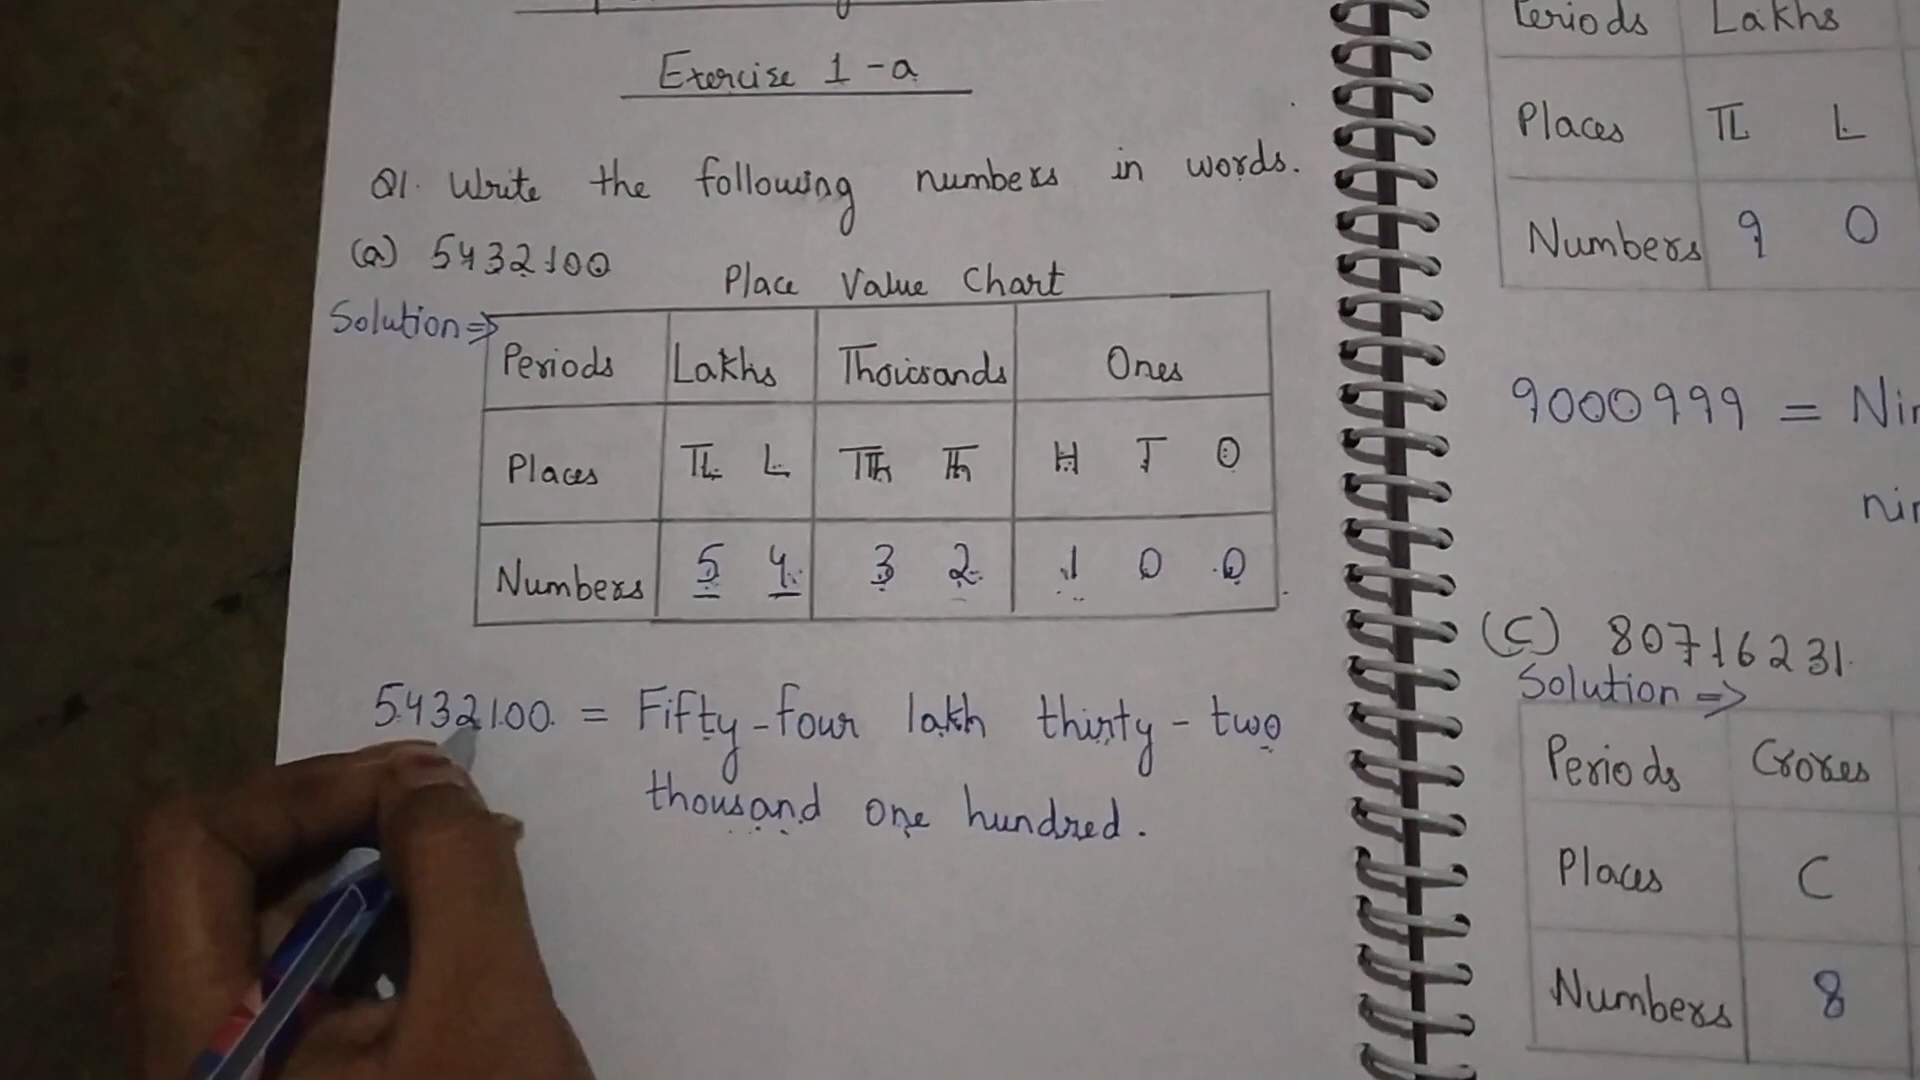 Exercise 1-a
Q1. Write the following numbers in words.
(a) 5432100
Place Value Chart
Solution ⇒
Periods Lakhs Thousands Ones
Places TL L TTh Th H T O
Numbers 5 4 3 2 1 0 0
5432100 = Fifty-four lakh thirty-two
thousand one hundred.
Periods Lakhs
Places TL L
Numbers 9 0
9000999 =
(C) 80716231.
Solution ⇒
Periods Crores
Places C
Numbers 8